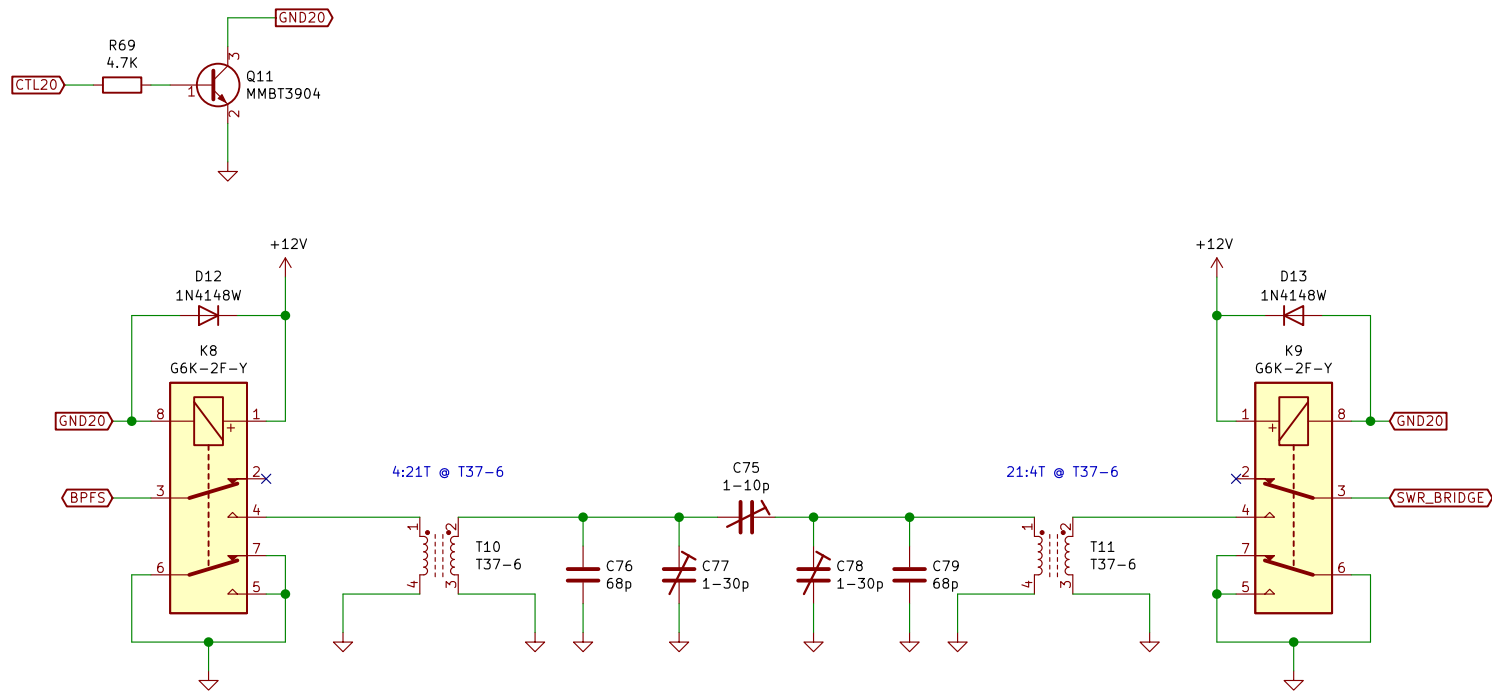 GND20
R69
4.7K
3
CTL20
1
Q11
MMBT3904
2
+12V
+12V
D12
1N4148W
D13
1N4148W
K8
G6K-2F-Y
K9
G6K-2F-Y
GND20
8
1
+
1
+
8
GND20
BPFS
3
2
4
7
6
5
4:21T @ T37-6
1
2
4
3
T10
T37-6
C76
68p
C77
1-30p
C75
1-10p
C78
1-30p
C79
68p
21:4T @ T37-6
1
2
4
3
T11
T37-6
2
3
SWR_BRIDGE
4
7
6
5